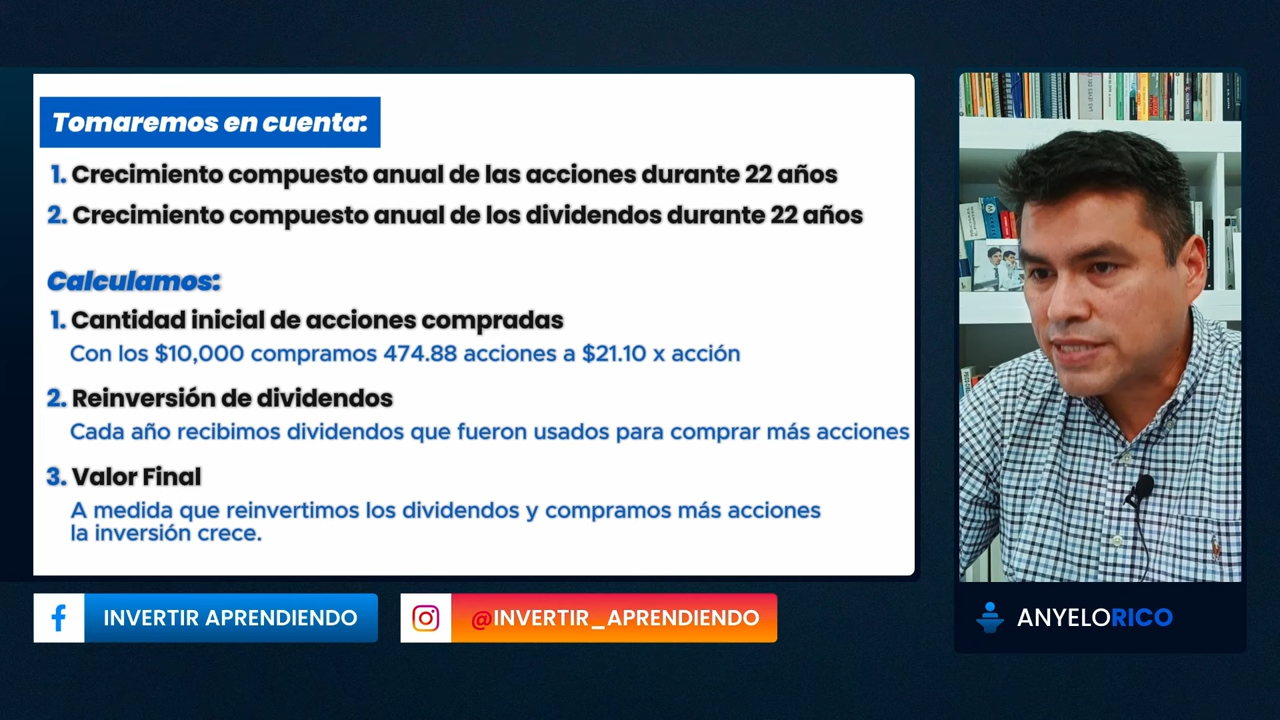 Tomaremos en cuenta:
1. Crecimiento compuesto anual de las acciones durante 22 años
2. Crecimiento compuesto anual de los dividendos durante 22 años
Calculamos:
1. Cantidad inicial de acciones compradas
Con los $10,000 compramos 474.88 acciones a $21.10 x acción
2. Reinversión de dividendos
Cada año recibimos dividendos que fueron usados para comprar más acciones
3. Valor Final
A medida que reinvertimos los dividendos y compramos más acciones
la inversión crece.
INVERTIR APRENDIENDO
@INVERTIR_APRENDIENDO
ANYELORICO